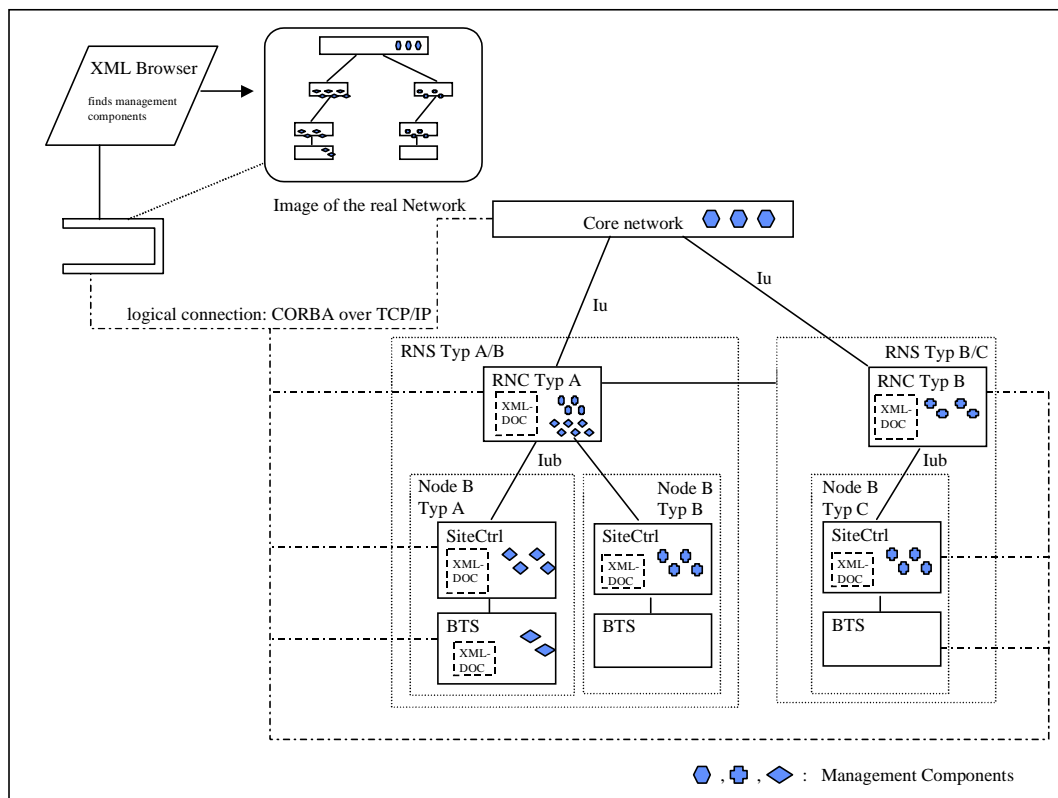 XML Browser
finds management
components
Image of the real Network
Core network
logical connection: CORBA over TCP/IP
Iu
Iu
RNS Typ A/B
RNS Typ B/C
RNC Typ A
XML-
DOC
RNC Typ B
XML-
DOC
Iub
Iub
Node B
Typ A
Node B
Typ B
Node B
Typ C
SiteCtrl
XML-
DOC
SiteCtrl
XML-
DOC
SiteCtrl
XML-
DOC
BTS
XML-
DOC
BTS
BTS
, , : Management Components